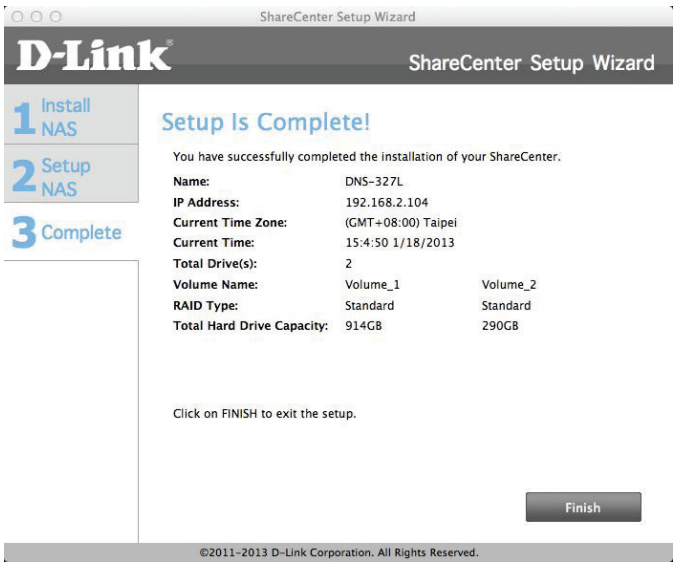 ShareCenter Setup Wizard
D-Link®
ShareCenter Setup Wizard
1 Install NAS
2 Setup NAS
3 Complete
Setup Is Complete!
You have successfully completed the installation of your ShareCenter.
Name: DNS-327L
IP Address: 192.168.2.104
Current Time Zone: (GMT+08:00) Taipei
Current Time: 15:4:50 1/18/2013
Total Drive(s): 2
Volume Name: Volume_1 Volume_2
RAID Type: Standard Standard
Total Hard Drive Capacity: 914GB 290GB
Click on FINISH to exit the setup.
Finish
©2011-2013 D-Link Corporation. All Rights Reserved.